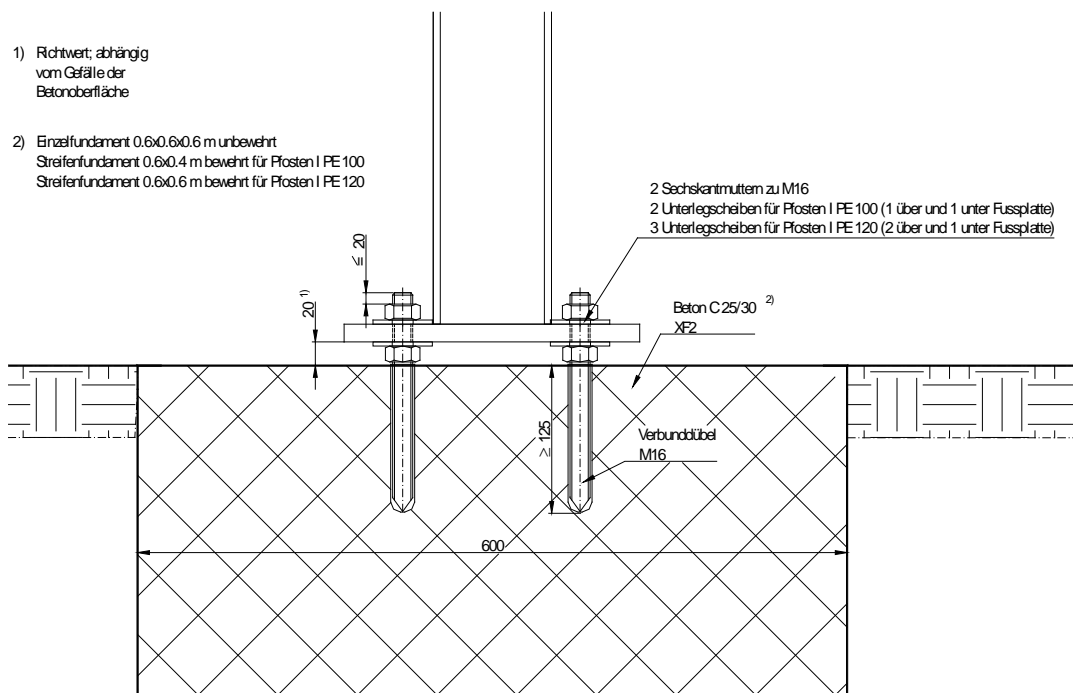 1) Richtwert; abhängig
vom Gefälle der
Betonoberfläche
2) Einzelfundament 0.6x0.6x0.6 m unbewehrt
Streifenfundament 0.6x0.4 m bewehrt für Pfosten I PE 100
Streifenfundament 0.6x0.6 m bewehrt für Pfosten I PE 120
2 Sechskantmuttern zu M16
2 Unterlegscheiben für Pfosten I PE 100 (1 über und 1 unter Fussplatte)
3 Unterlegscheiben für Pfosten I PE 120 (2 über und 1 unter Fussplatte)
≤ 20
20 1)
Beton C 25/30 2)
XF2
≥ 125
Verbunddübel
M16
600